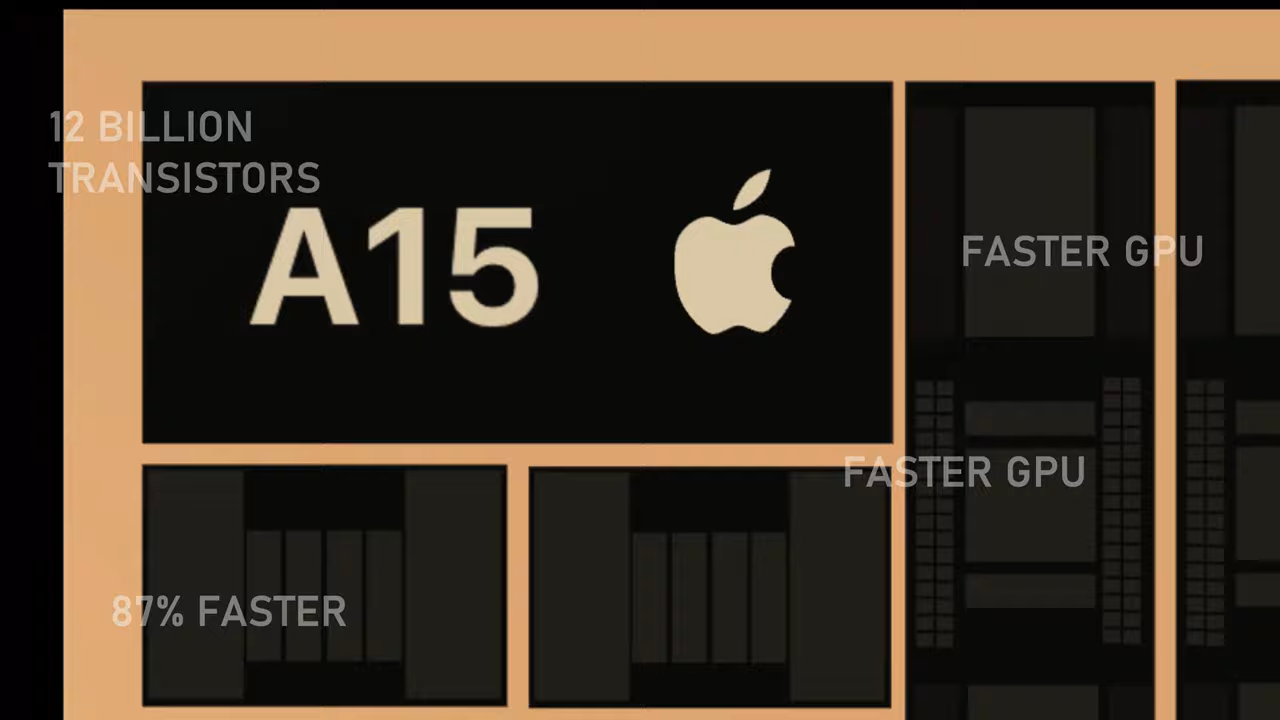 12 BILLION
TRANSISTORS
A15
FASTER GPU
FASTER GPU
87% FASTER